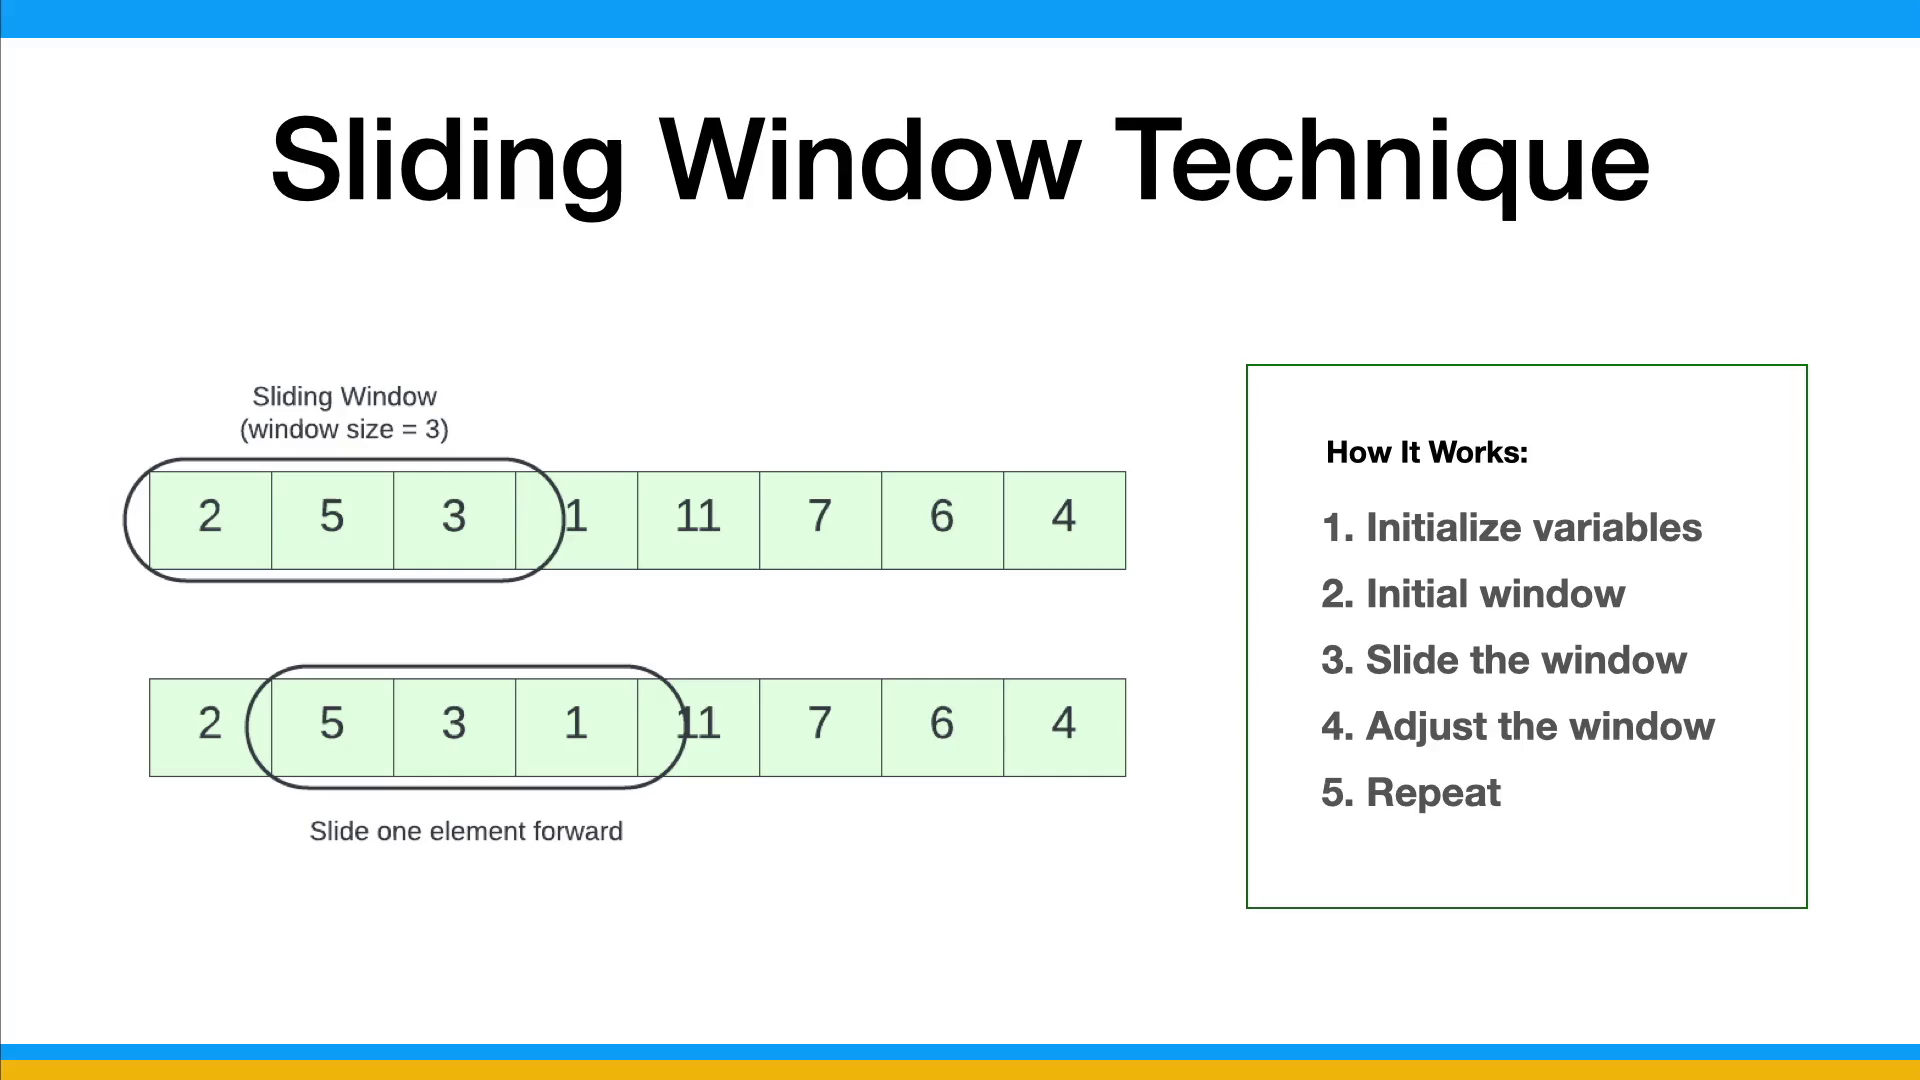 Sliding Window Technique
Sliding Window
(window size = 3)
2 5 3 1 11 7 6 4
2 5 3 1 11 7 6 4
Slide one element forward
How It Works:
1. Initialize variables
2. Initial window
3. Slide the window
4. Adjust the window
5. Repeat